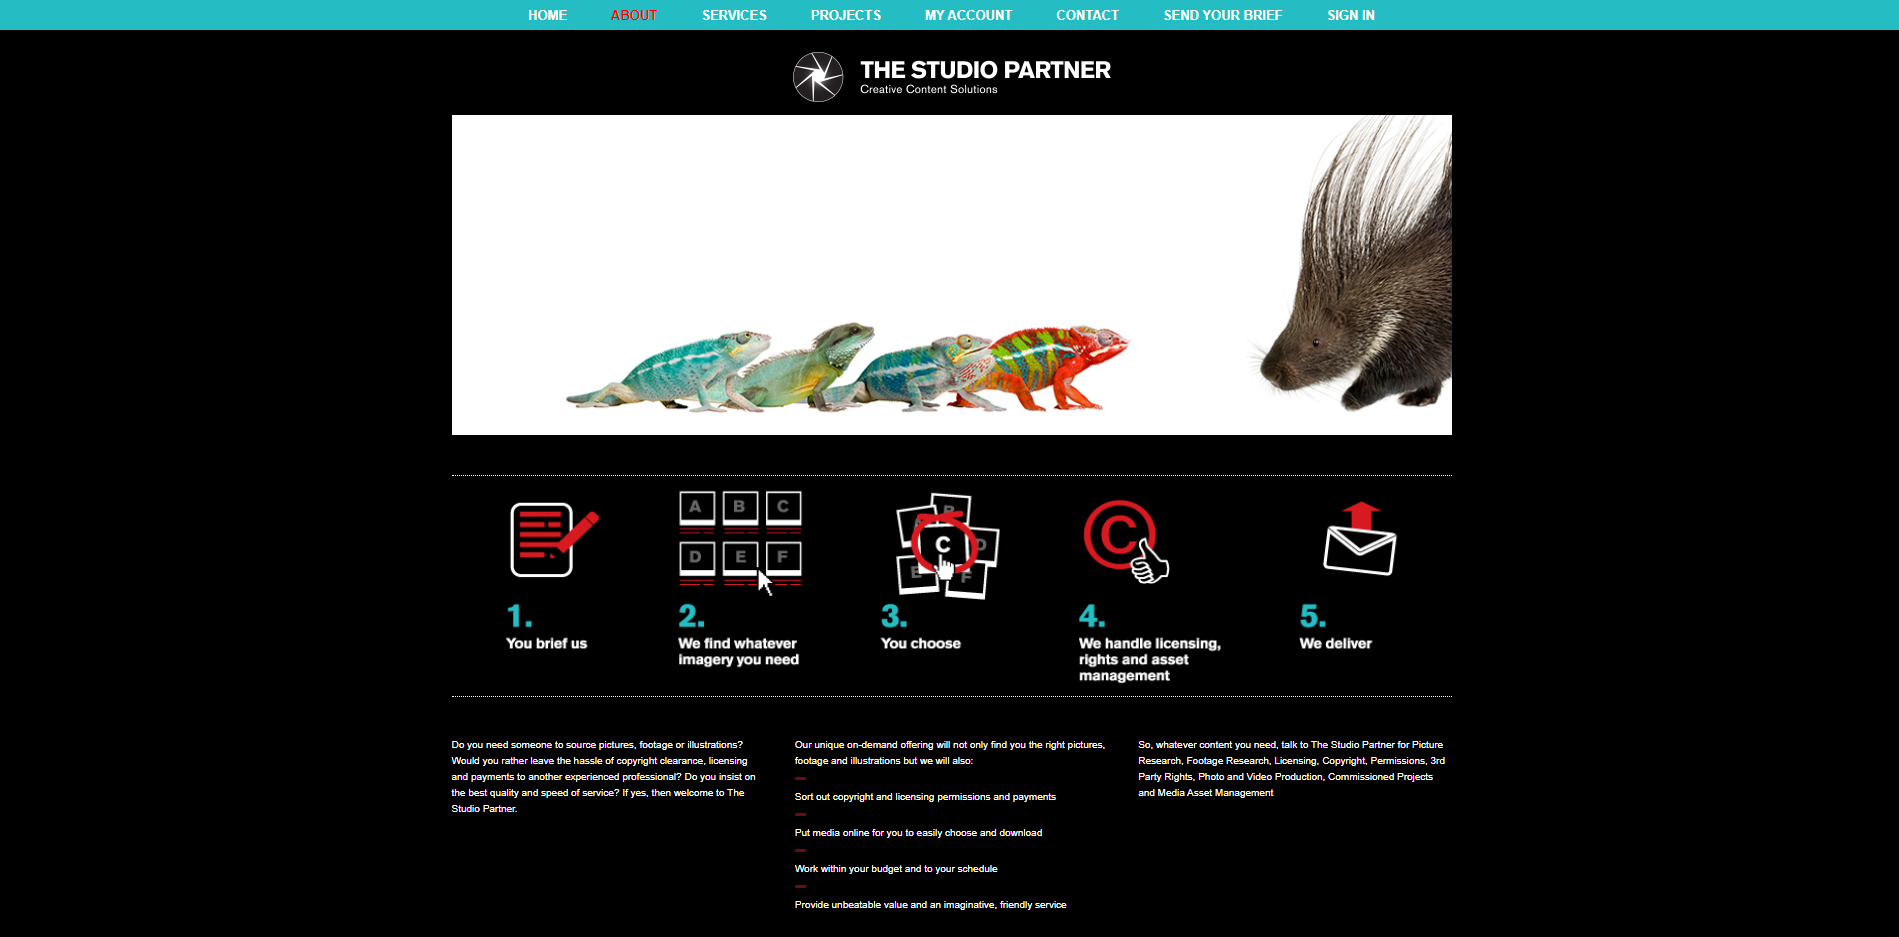 HOME ABOUT SERVICES PROJECTS MY ACCOUNT CONTACT SEND YOUR BRIEF SIGN IN
THE STUDIO PARTNER
Creative Content Solutions
A B C
D E F
A B
C D
E F
1.
You brief us
2.
We find whatever
imagery you need
3.
You choose
C
4.
We handle licensing,
rights and asset
management
5.
We deliver
Do you need someone to source pictures, footage or illustrations?
Would you rather leave the hassle of copyright clearance, licensing
and payments to another experienced professional? Do you insist on
the best quality and speed of service? If yes, then welcome to The
Studio Partner.
Our unique on-demand offering will not only find you the right pictures,
footage and illustrations but we will also:
Sort out copyright and licensing permissions and payments
Put media online for you to easily choose and download
Work within your budget and to your schedule
Provide unbeatable value and an imaginative, friendly service
So, whatever content you need, talk to The Studio Partner for Picture
Research, Footage Research, Licensing, Copyright, Permissions, 3rd
Party Rights, Photo and Video Production, Commissioned Projects
and Media Asset Management